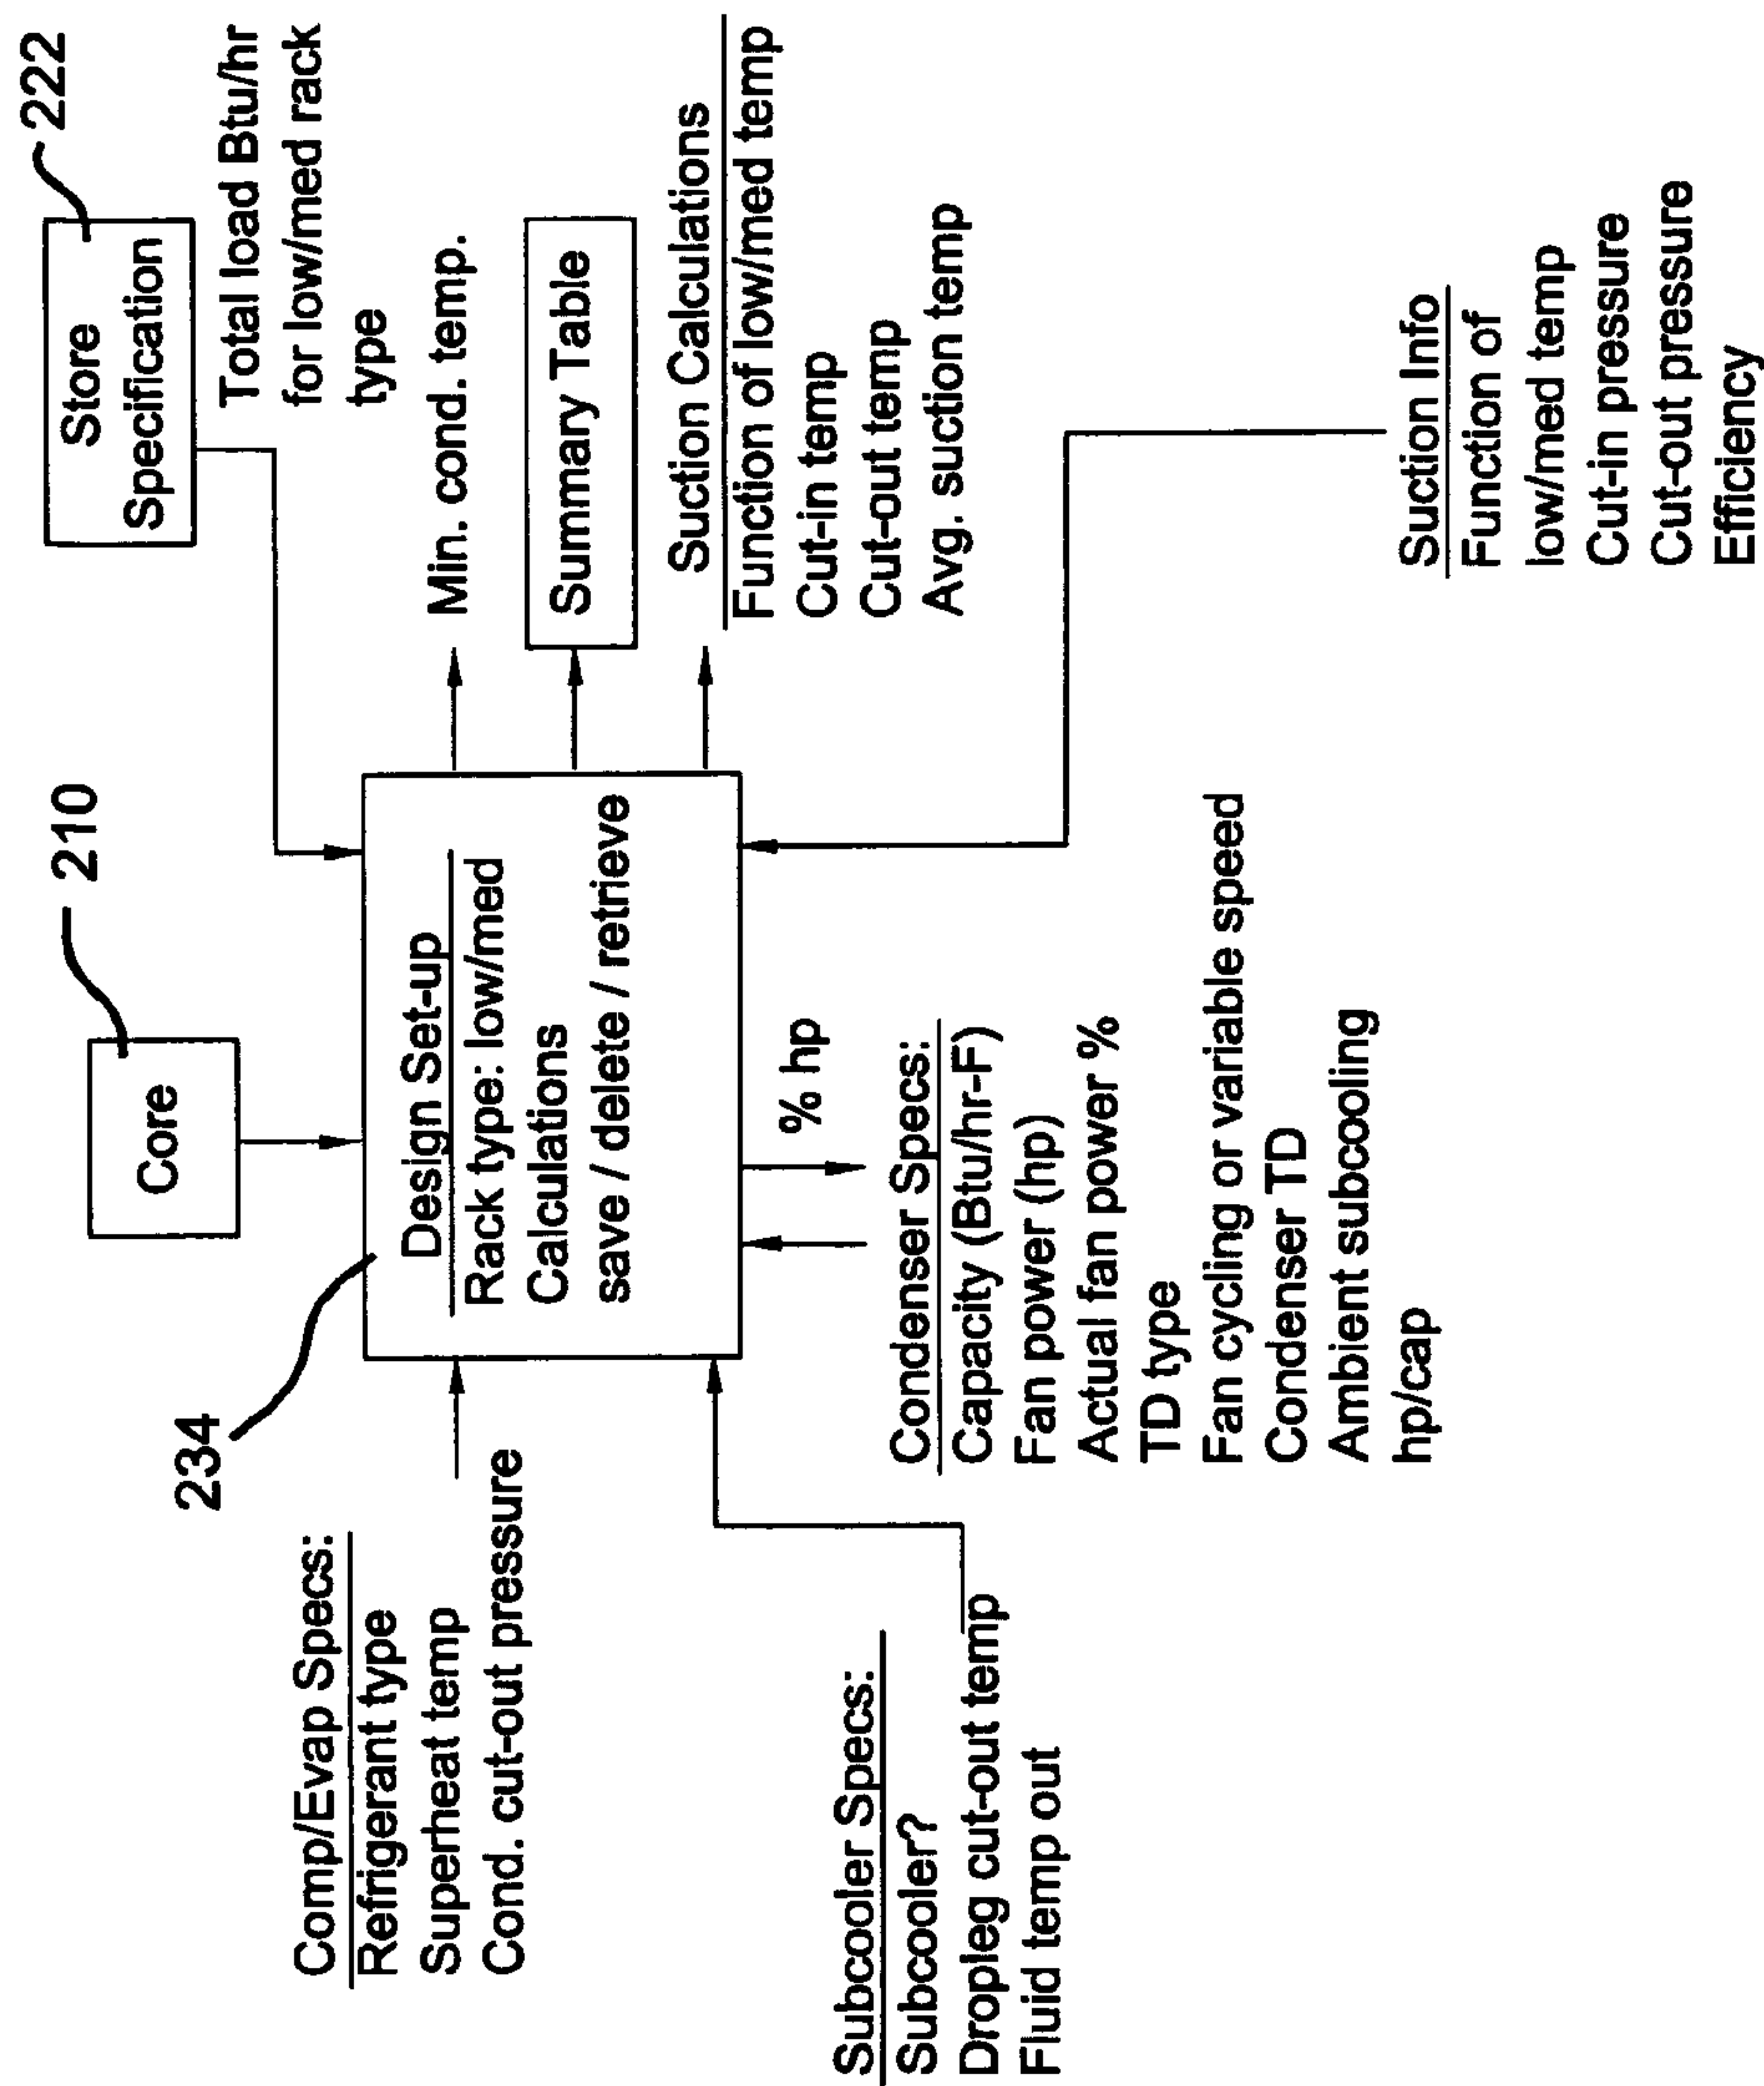 222
Store
Specification
Total load Btu/hr
for low/med rack
type
210
Core
234
Design Set-up
Rack type: low/med
Calculations
save / delete / retrieve
Comp/Evap Specs:
Refrigerant type
Superheat temp
Cond. cut-out pressure
Min. cond. temp.
Summary Table
Suction Calculations
Function of low/med temp
Cut-in temp
Cut-out temp
Avg. suction temp
Subcooler Specs:
Subcooler?
Dropleg cut-out temp
Fluid temp out
% hp
Condenser Specs:
Capacity (Btu/hr-F)
Fan power (hp)
Actual fan power %
TD type
Fan cycling or variable speed
Condenser TD
Ambient subcooling
hp/cap
Suction Info
Function of
low/med temp
Cut-in pressure
Cut-out pressure
Efficiency